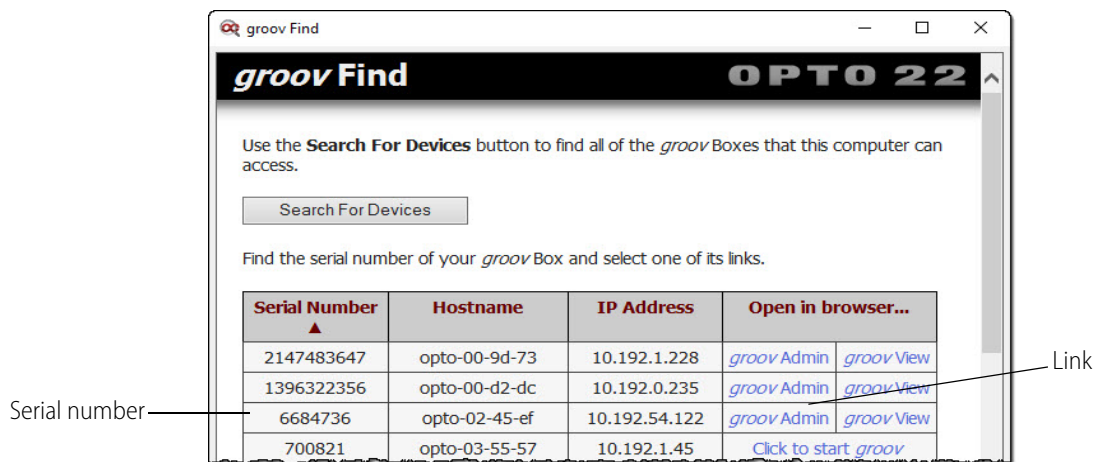 groov Find
groov Find OPTO 22
Use the Search For Devices button to find all of the groov Boxes that this computer can
access.
Search For Devices
Find the serial number of your groov Box and select one of its links.
Serial Number ▲ Hostname IP Address Open in browser...
2147483647 opto-00-9d-73 10.192.1.228 groov Admin groov View
1396322356 opto-00-d2-dc 10.192.0.235 groov Admin groov View
6684736 opto-02-45-ef 10.192.54.122 groov Admin groov View
700821 opto-03-55-57 10.192.1.45 Click to start groov
Link
Serial number